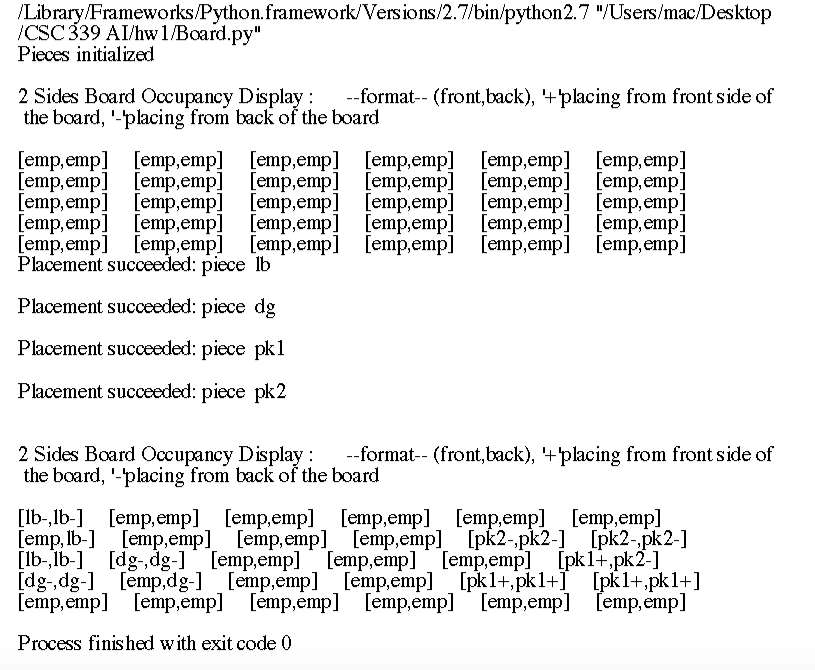 /Library/Frameworks/Python.framework/Versions/2.7/bin/python2.7 "/Users/mac/Desktop
/CSC 339 AI/hw1/Board.py"
Pieces initialized
2 Sides Board Occupancy Display : --format-- (front,back), '+'placing from front side of
the board, '-'placing from back of the board
[emp,emp] [emp,emp] [emp,emp] [emp,emp] [emp,emp] [emp,emp]
[emp,emp] [emp,emp] [emp,emp] [emp,emp] [emp,emp] [emp,emp]
[emp,emp] [emp,emp] [emp,emp] [emp,emp] [emp,emp] [emp,emp]
[emp,emp] [emp,emp] [emp,emp] [emp,emp] [emp,emp] [emp,emp]
[emp,emp] [emp,emp] [emp,emp] [emp,emp] [emp,emp] [emp,emp]
Placement succeeded: piece lb
Placement succeeded: piece dg
Placement succeeded: piece pk1
Placement succeeded: piece pk2
2 Sides Board Occupancy Display : --format-- (front,back), '+'placing from front side of
the board, '-'placing from back of the board
[lb-,lb-] [emp,emp] [emp,emp] [emp,emp] [emp,emp] [emp,emp]
[emp,lb-] [emp,emp] [emp,emp] [emp,emp] [pk2-,pk2-] [pk2-,pk2-]
[lb-,lb-] [dg-,dg-] [emp,emp] [emp,emp] [emp,emp] [pk1+,pk2-]
[dg-,dg-] [emp,dg-] [emp,emp] [emp,emp] [pk1+,pk1+] [pk1+,pk1+]
[emp,emp] [emp,emp] [emp,emp] [emp,emp] [emp,emp] [emp,emp]
Process finished with exit code 0